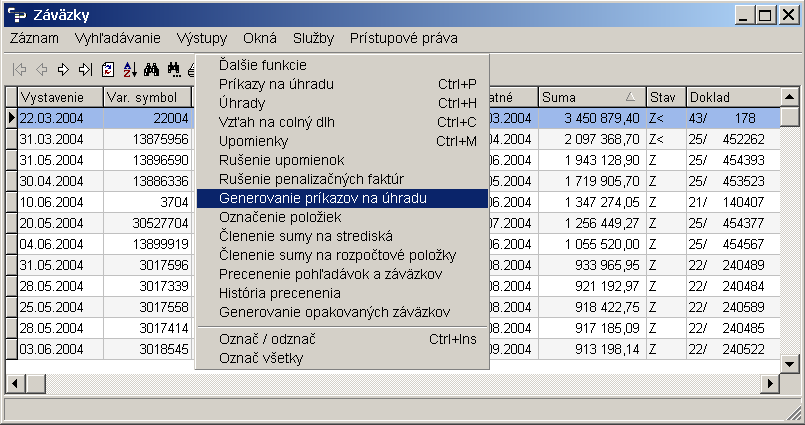 Záväzky
Záznam Vyhľadávanie Výstupy Okná Služby Prístupové práva
Ďalšie funkcie
Príkazy na úhradu Ctrl+P
Úhrady Ctrl+H
Vzťah na colný dlh Ctrl+C
Upomienky Ctrl+M
Rušenie upomienok
Rušenie penalizačných faktúr
Generovanie príkazov na úhradu
Označenie položiek
Členenie sumy na strediská
Členenie sumy na rozpočtové položky
Precenenie pohľadávok a záväzkov
História precenenia
Generovanie opakovaných záväzkov
Označ / odznač Ctrl+Ins
Označ všetky
Vystavenie Var. symbol atné Suma Stav Doklad
22.03.2004 22004 03.2004 3 450 879,40 Z< 43/ 178
31.03.2004 13875956 04.2004 2 097 368,70 Z< 25/ 452262
31.05.2004 13896590 06.2004 1 943 128,90 Z 25/ 454393
30.04.2004 13886336 05.2004 1 719 905,70 Z 25/ 453523
10.06.2004 3704 06.2004 1 347 274,05 Z 21/ 140407
20.05.2004 30527704 07.2004 1 256 449,27 Z 25/ 454377
04.06.2004 13899919 06.2004 1 055 520,00 Z 25/ 454567
31.05.2004 3017596 08.2004 933 965,95 Z 22/ 240489
28.05.2004 3017339 08.2004 921 192,97 Z 22/ 240484
25.05.2004 3017558 08.2004 918 422,75 Z 22/ 240589
28.05.2004 3017414 08.2004 917 185,09 Z 22/ 240485
03.06.2004 3018545 09.2004 913 198,14 Z 22/ 240522